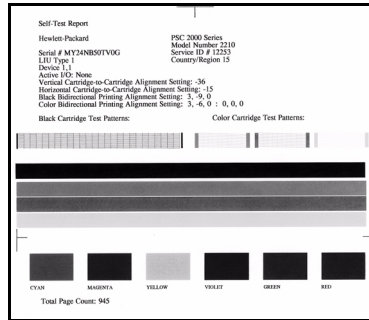 Self-Test Report
Hewlett-Packard
PSC 2000 Series
Model Number 2210
Serial # MY24NB50TV0G
Service ID # 12253
LIU Type 1
Country/Region 15
Device 1,1
Active I/O: None
Vertical Cartridge-to-Cartridge Alignment Setting: -36
Horizontal Cartridge-to-Cartridge Alignment Setting: -15
Black Bidirectional Printing Alignment Setting: 3, -9, 0
Color Bidirectional Printing Alignment Setting: 3, -6, 0 : 0, 0, 0
Black Cartridge Test Patterns:
Color Cartridge Test Patterns:
CYAN MAGENTA YELLOW VIOLET GREEN RED
Total Page Count: 945